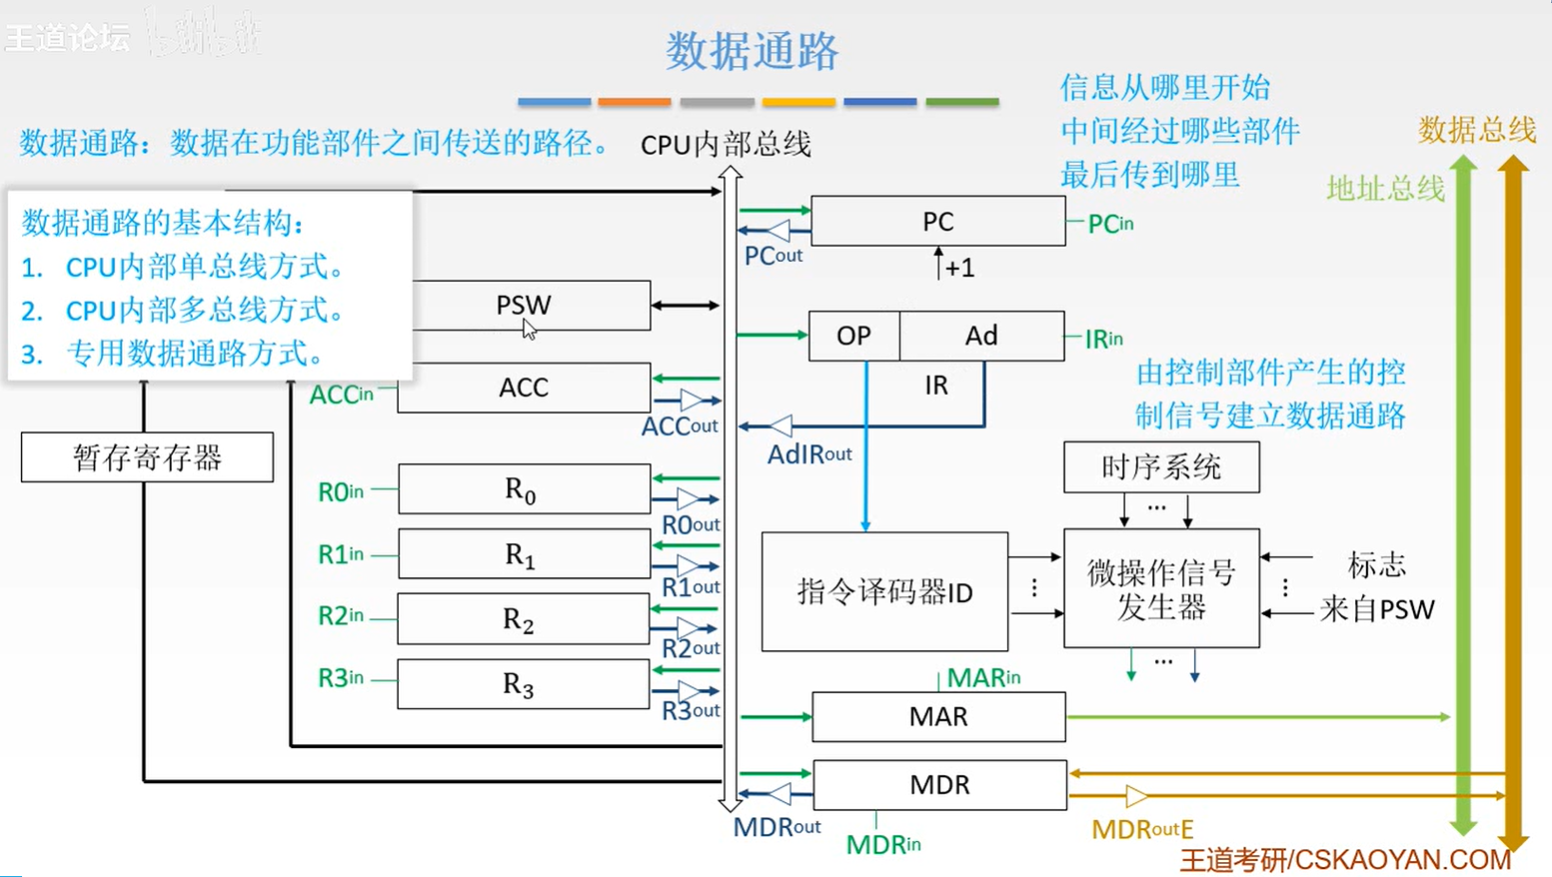 王道论坛 bilibili
数据通路
数据通路：数据在功能部件之间传送的路径。
CPU内部总线
信息从哪里开始
中间经过哪些部件
最后传到哪里
数据总线
地址总线
数据通路的基本结构:
1. CPU内部单总线方式。
2. CPU内部多总线方式。
3. 专用数据通路方式。
PC
PCin
PCout
+1
PSW
OP
Ad
IRin
IR
ACCin
ACC
ACCout
AdIRout
由控制部件产生的控
制信号建立数据通路
暂存寄存器
时序系统
...
R0in
R0
R0out
R1in
R1
R1out
R2in
R2
R2out
R3in
R3
R3out
指令译码器ID
...
微操作信号
发生器
...
标志
来自PSW
...
MARin
MAR
MDR
MDRout
MDRin
MDRoutE
王道考研/CSKAOYAN.COM